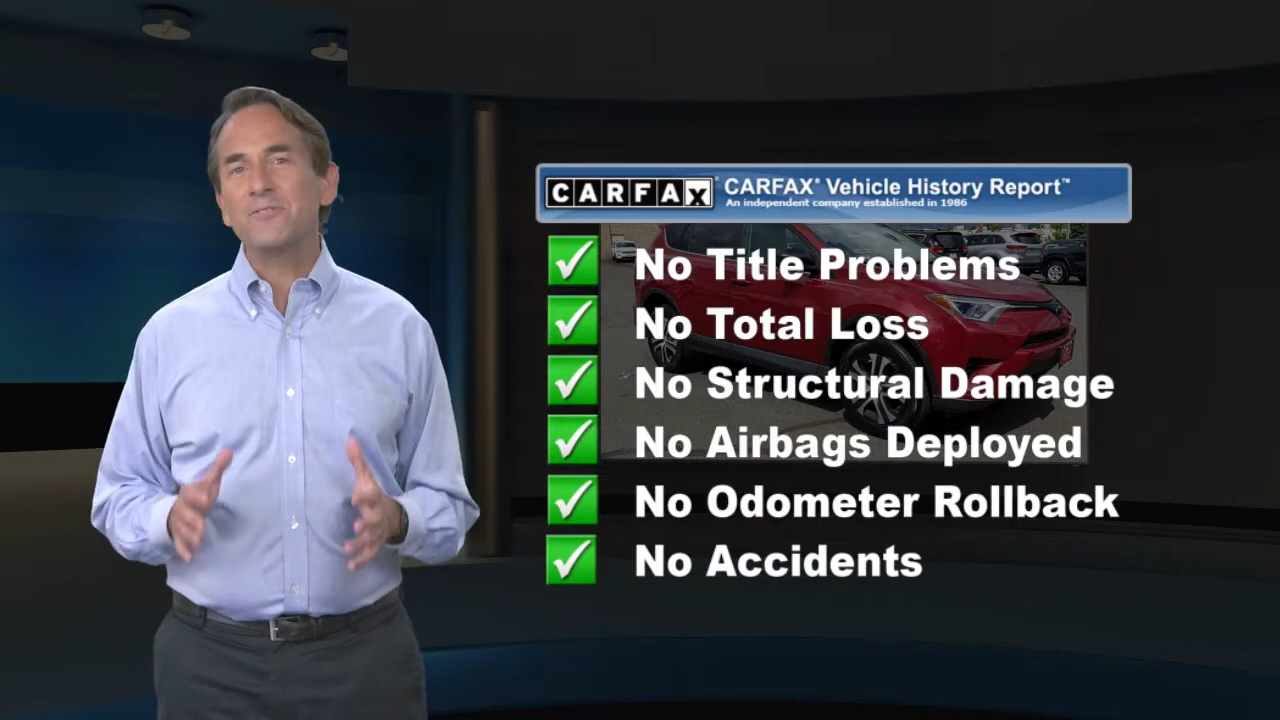 CARFAX® CARFAX® Vehicle History Report™
An independent company established in 1986
No Title Problems
No Total Loss
No Structural Damage
No Airbags Deployed
No Odometer Rollback
No Accidents